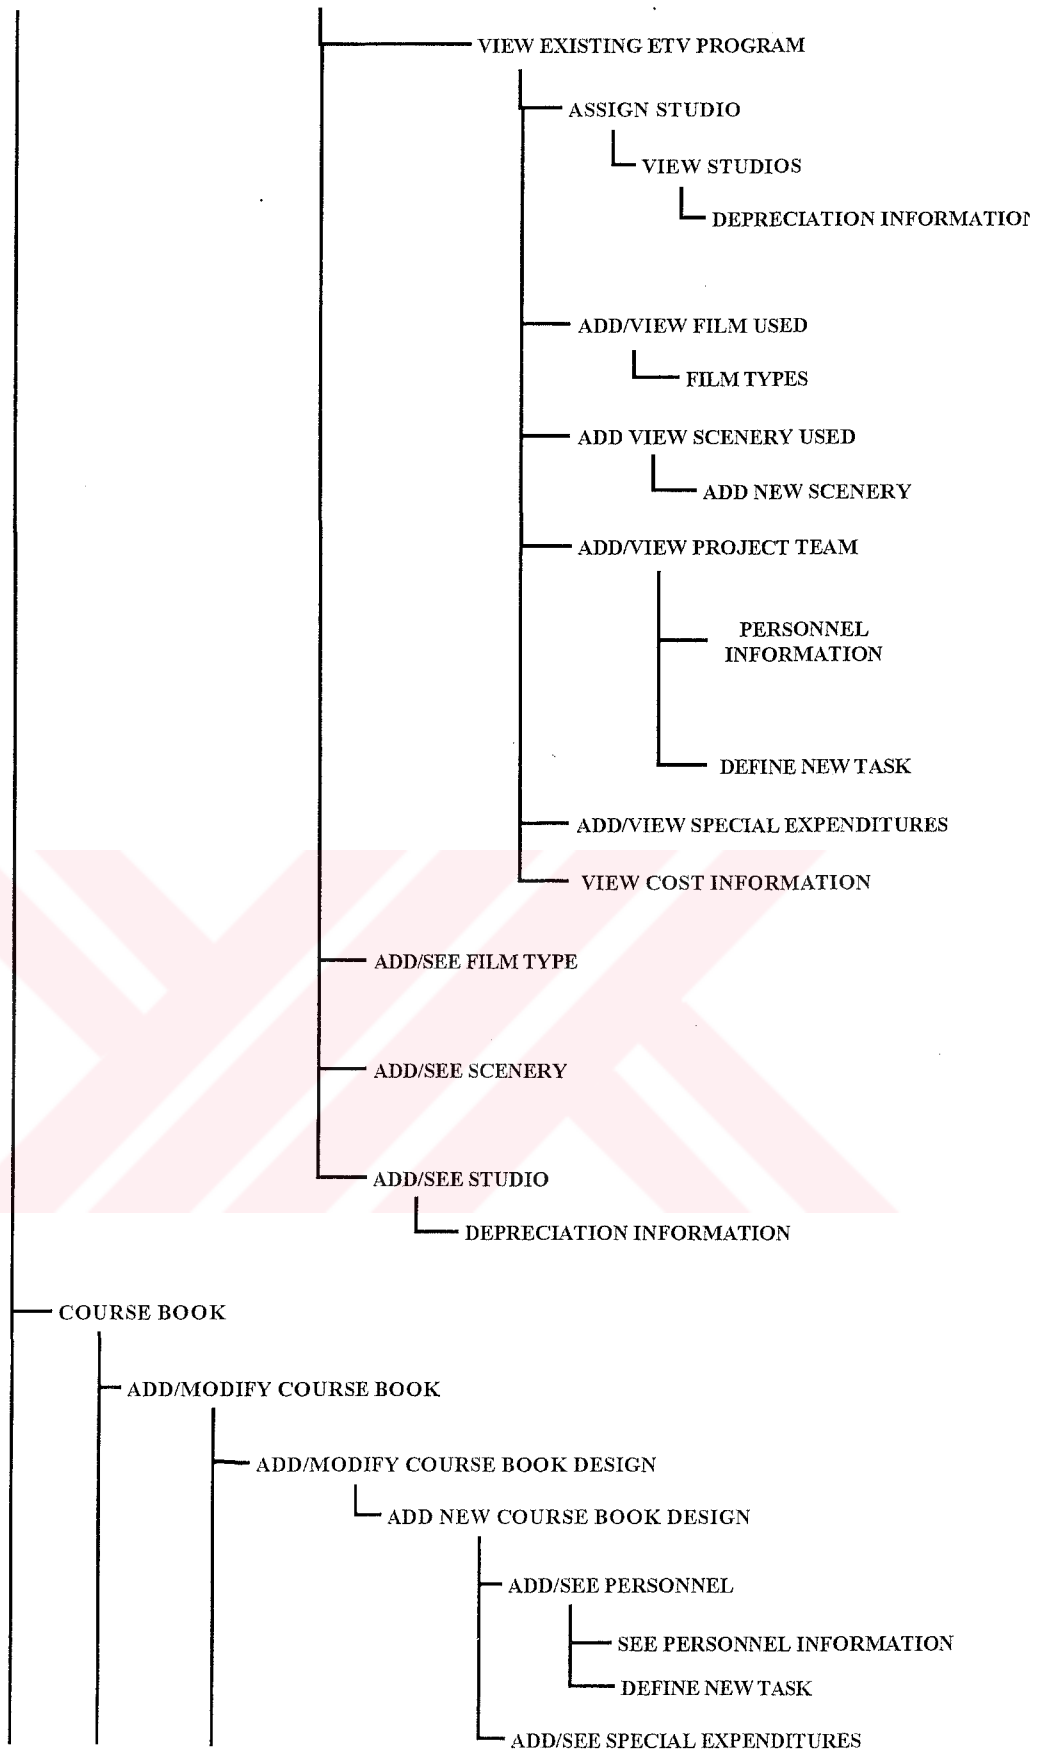 VIEW EXISTING ETV PROGRAM
ASSIGN STUDIO
VIEW STUDIOS
DEPRECIATION INFORMATION
ADD/VIEW FILM USED
FILM TYPES
ADD VIEW SCENERY USED
ADD NEW SCENERY
ADD/VIEW PROJECT TEAM
PERSONNEL
INFORMATION
DEFINE NEW TASK
ADD/VIEW SPECIAL EXPENDITURES
VIEW COST INFORMATION
ADD/SEE FILM TYPE
ADD/SEE SCENERY
ADD/SEE STUDIO
DEPRECIATION INFORMATION
COURSE BOOK
ADD/MODIFY COURSE BOOK
ADD/MODIFY COURSE BOOK DESIGN
ADD NEW COURSE BOOK DESIGN
ADD/SEE PERSONNEL
SEE PERSONNEL INFORMATION
DEFINE NEW TASK
ADD/SEE SPECIAL EXPENDITURES